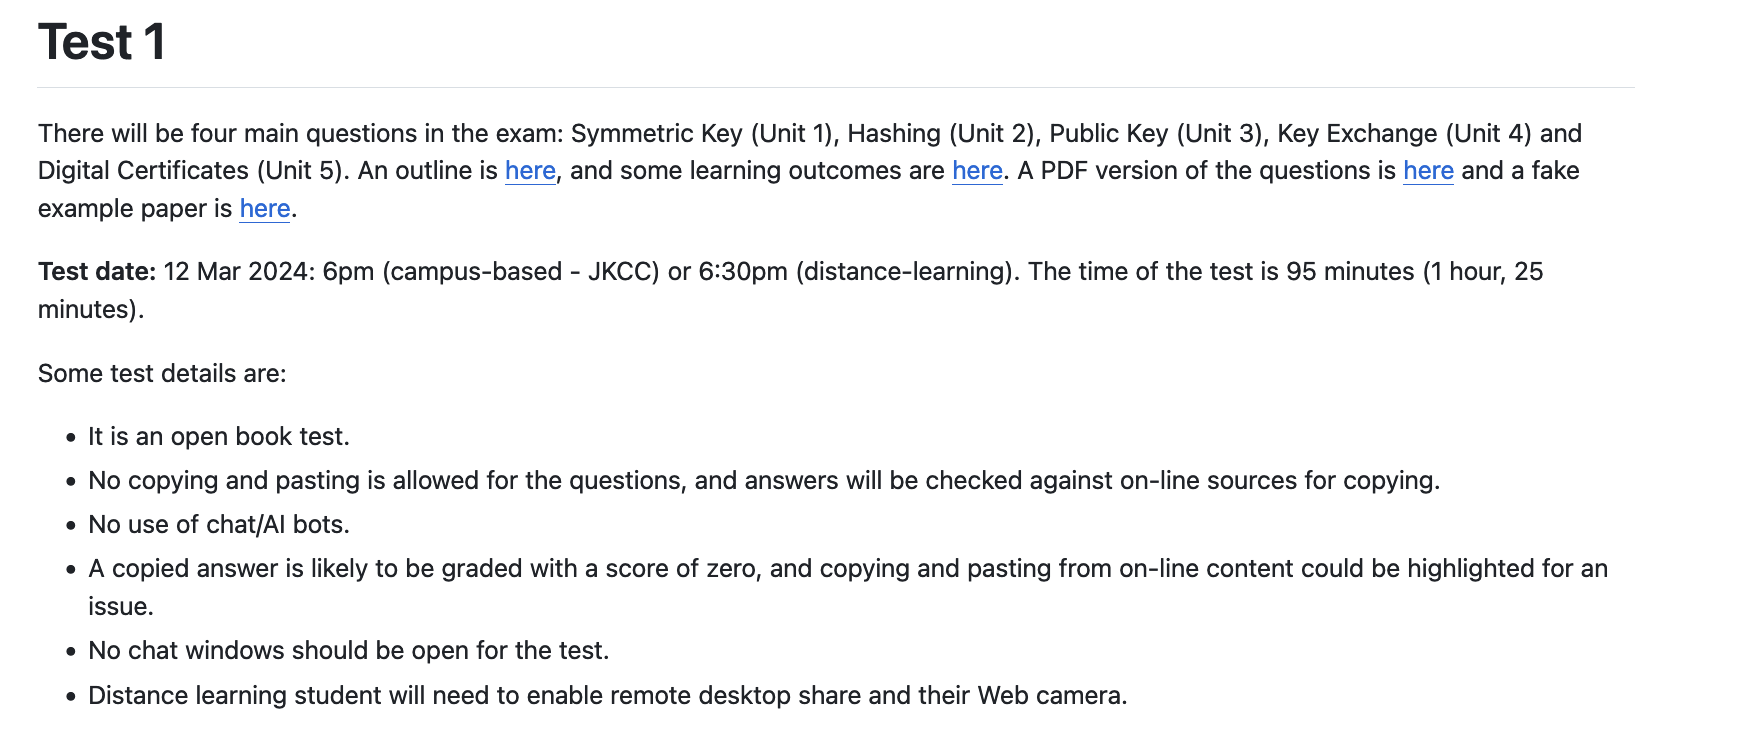 Test 1
There will be four main questions in the exam: Symmetric Key (Unit 1), Hashing (Unit 2), Public Key (Unit 3), Key Exchange (Unit 4) and
Digital Certificates (Unit 5). An outline is here, and some learning outcomes are here. A PDF version of the questions is here and a fake
example paper is here.
Test date: 12 Mar 2024: 6pm (campus-based - JKCC) or 6:30pm (distance-learning). The time of the test is 95 minutes (1 hour, 25
minutes).
Some test details are:
• It is an open book test.
• No copying and pasting is allowed for the questions, and answers will be checked against on-line sources for copying.
• No use of chat/AI bots.
• A copied answer is likely to be graded with a score of zero, and copying and pasting from on-line content could be highlighted for an
issue.
• No chat windows should be open for the test.
• Distance learning student will need to enable remote desktop share and their Web camera.